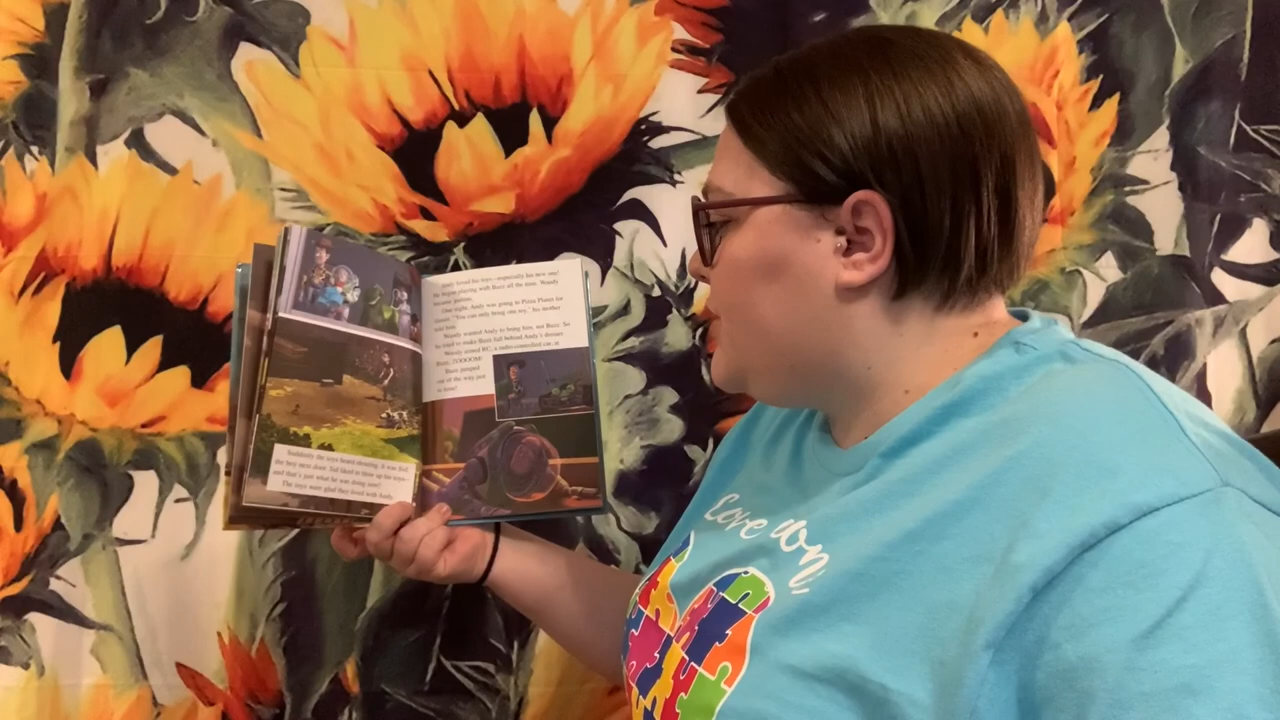 Suddenly the toys heard shouting. It was Sid,
the boy next door. Sid liked to blow up his toys–
and that's just what he was doing now!
The toys were glad they lived with Andy.
Andy loved his toys–especially his new one!
He began playing with Buzz all the time. Woody
became jealous.
One night, Andy was going to Pizza Planet for
dinner. "You can only bring one toy," his mother
told him.
Woody wanted Andy to bring him, not Buzz. So
he tried to make Buzz fall behind Andy's dresser.
Woody aimed RC, a radio-controlled car, at
Buzz. ZVOOOM!
Buzz jumped
out of the way just
in time!
Love won,